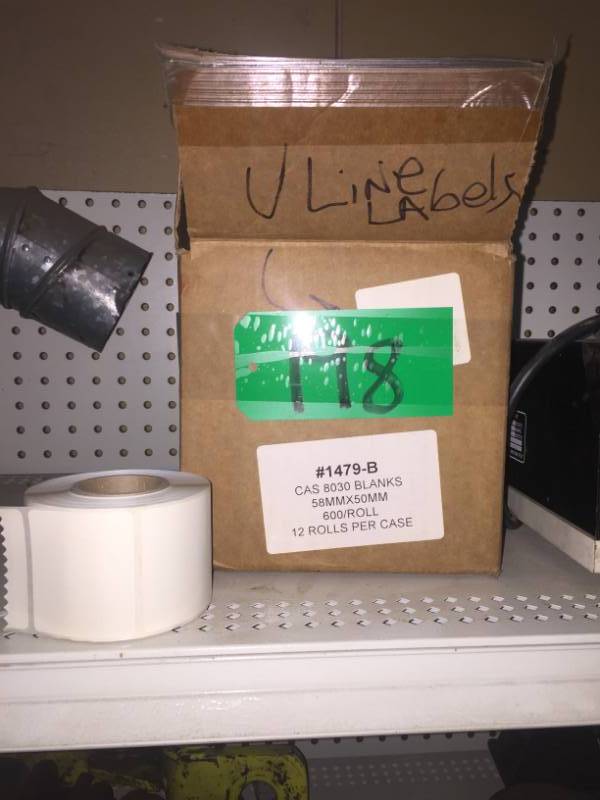 U Line
LAbels
178
#1479-B
CAS 8030 BLANKS
58MMX50MM
600/ROLL
12 ROLLS PER CASE